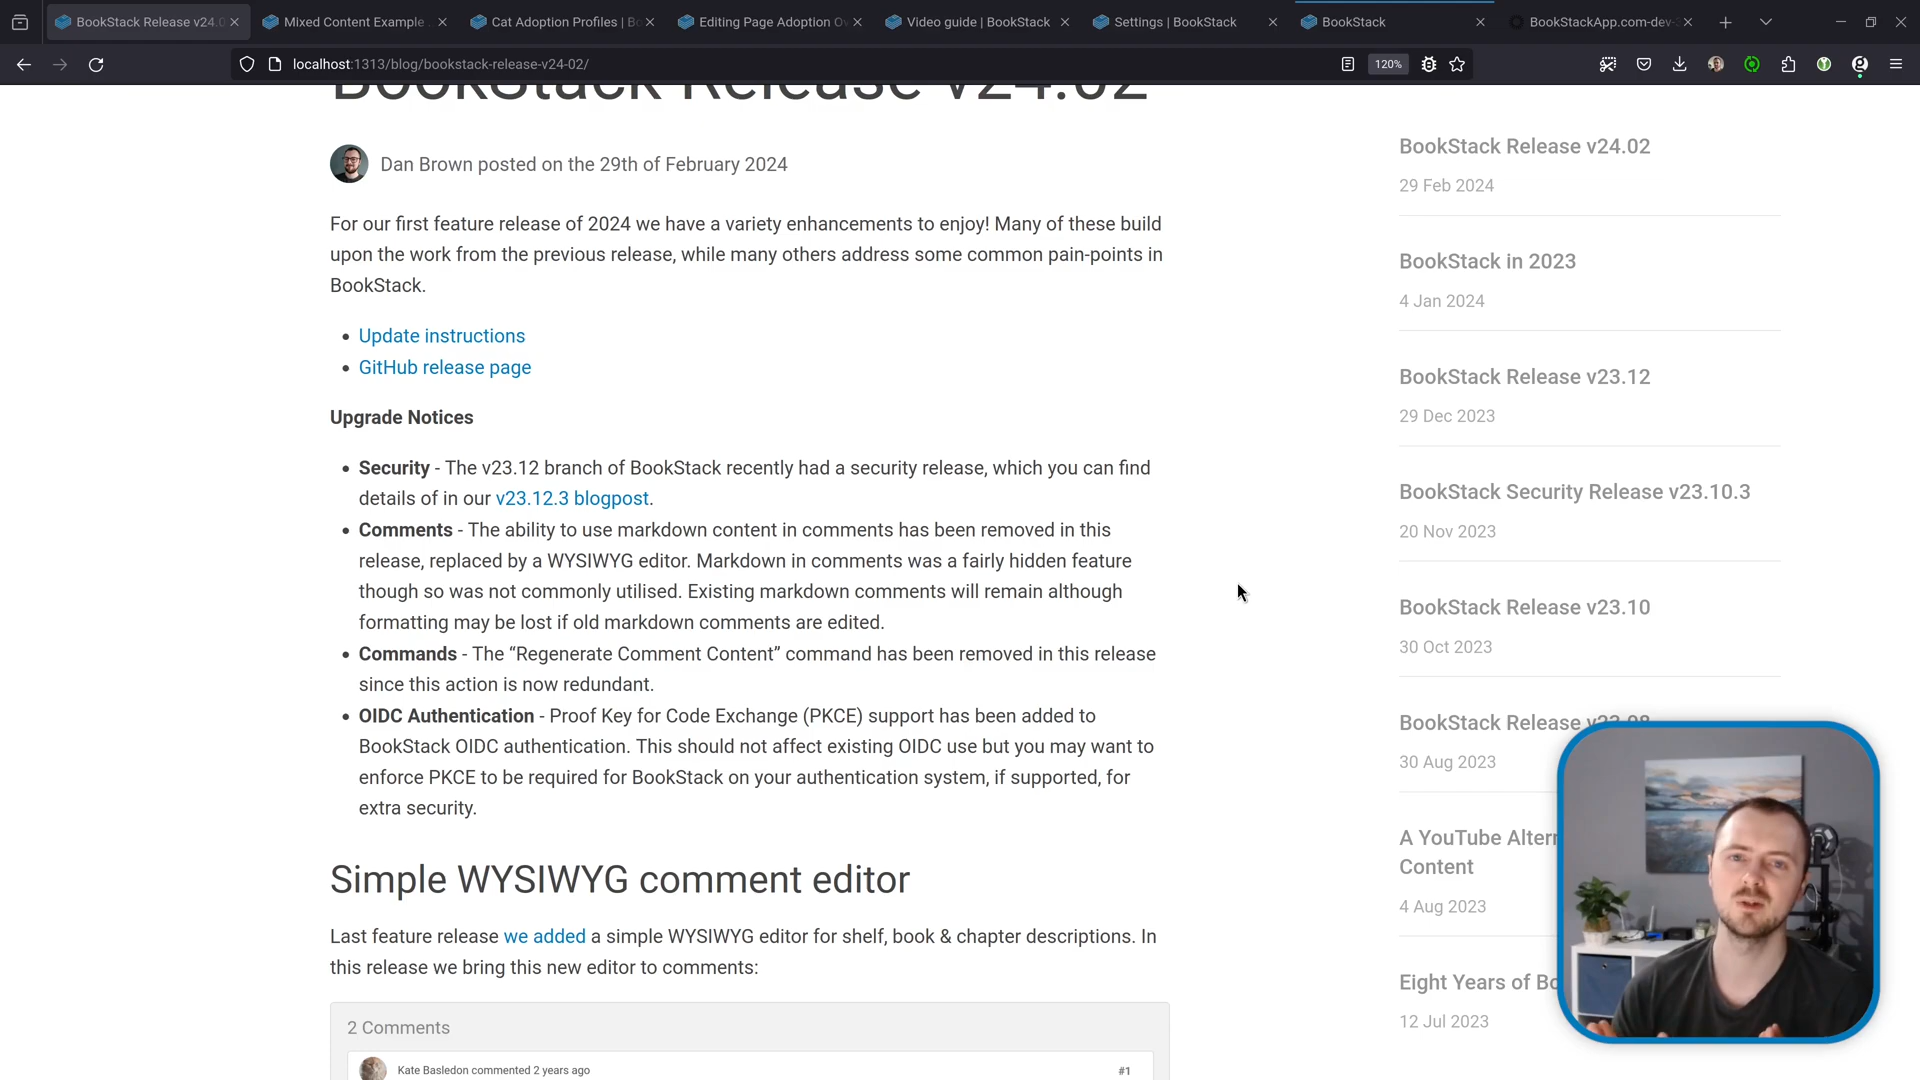 BookStack Release v24.0
Mixed Content Example
Cat Adoption Profiles | Bo
Editing Page Adoption Ov
Video guide | BookStack
Settings | BookStack
BookStack
BookStackApp.com-dev-
localhost:1313/blog/bookstack-release-v24-02/
120%
BookStack Release v24.02
Dan Brown posted on the 29th of February 2024
For our first feature release of 2024 we have a variety enhancements to enjoy! Many of these build
upon the work from the previous release, while many others address some common pain-points in
BookStack.
• Update instructions
• GitHub release page
Upgrade Notices
• Security - The v23.12 branch of BookStack recently had a security release, which you can find
details of in our v23.12.3 blogpost.
• Comments - The ability to use markdown content in comments has been removed in this
release, replaced by a WYSIWYG editor. Markdown in comments was a fairly hidden feature
though so was not commonly utilised. Existing markdown comments will remain although
formatting may be lost if old markdown comments are edited.
• Commands - The “Regenerate Comment Content” command has been removed in this release
since this action is now redundant.
• OIDC Authentication - Proof Key for Code Exchange (PKCE) support has been added to
BookStack OIDC authentication. This should not affect existing OIDC use but you may want to
enforce PKCE to be required for BookStack on your authentication system, if supported, for
extra security.
Simple WYSIWYG comment editor
Last feature release we added a simple WYSIWYG editor for shelf, book & chapter descriptions. In
this release we bring this new editor to comments:
2 Comments
Kate Basledon commented 2 years ago
#1
BookStack Release v24.02
29 Feb 2024
BookStack in 2023
4 Jan 2024
BookStack Release v23.12
29 Dec 2023
BookStack Security Release v23.10.3
20 Nov 2023
BookStack Release v23.10
30 Oct 2023
BookStack Release v23.08
30 Aug 2023
A YouTube Altern
Content
4 Aug 2023
Eight Years of Bo
12 Jul 2023